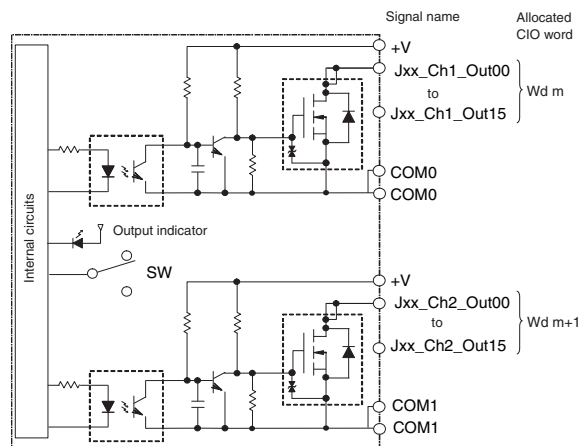 Signal name
Allocated
CIO word
+V
Jxx_Ch1_Out00
to
Wd m
Jxx_Ch1_Out15
COM0
COM0
Internal circuits
Output indicator
SW
+V
Jxx_Ch2_Out00
to
Wd m+1
Jxx_Ch2_Out15
COM1
COM1